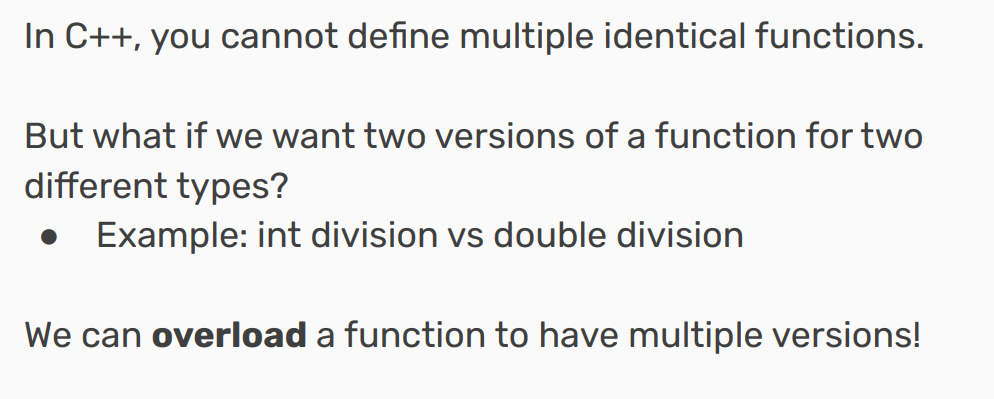 In C++, you cannot define multiple identical functions.
But what if we want two versions of a function for two
different types?
● Example: int division vs double division
We can overload a function to have multiple versions!